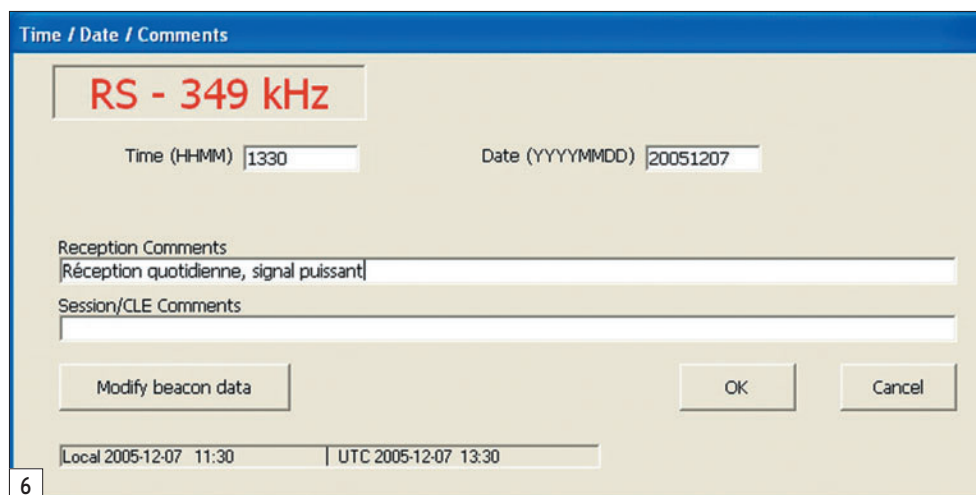 Time / Date / Comments
RS - 349 kHz
Time (HHMM) 1330 Date (YYYYMMDD) 20051207
Reception Comments
Réception quotidienne, signal puissant
Session/CLE Comments
Modify beacon data OK Cancel
Local 2005-12-07 11:30 UTC 2005-12-07 13:30
6